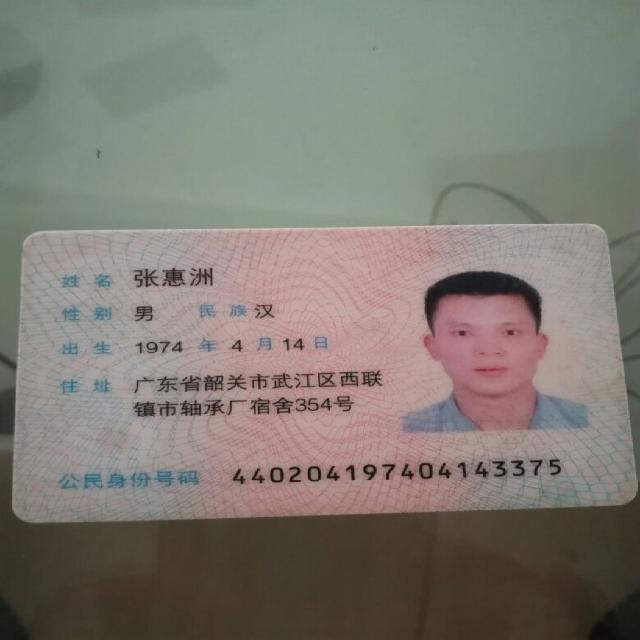 姓名 张惠洲
性别 男 民族 汉
出生 1974 年 4 月 14 日
住址 广东省韶关市武江区西联
镇市轴承厂宿舍354号
公民身份号码 440204197404143375